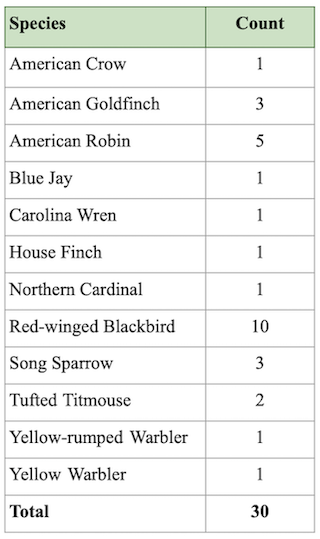 Species Count
American Crow 1
American Goldfinch 3
American Robin 5
Blue Jay 1
Carolina Wren 1
House Finch 1
Northern Cardinal 1
Red-winged Blackbird 10
Song Sparrow 3
Tufted Titmouse 2
Yellow-rumped Warbler 1
Yellow Warbler 1
Total 30